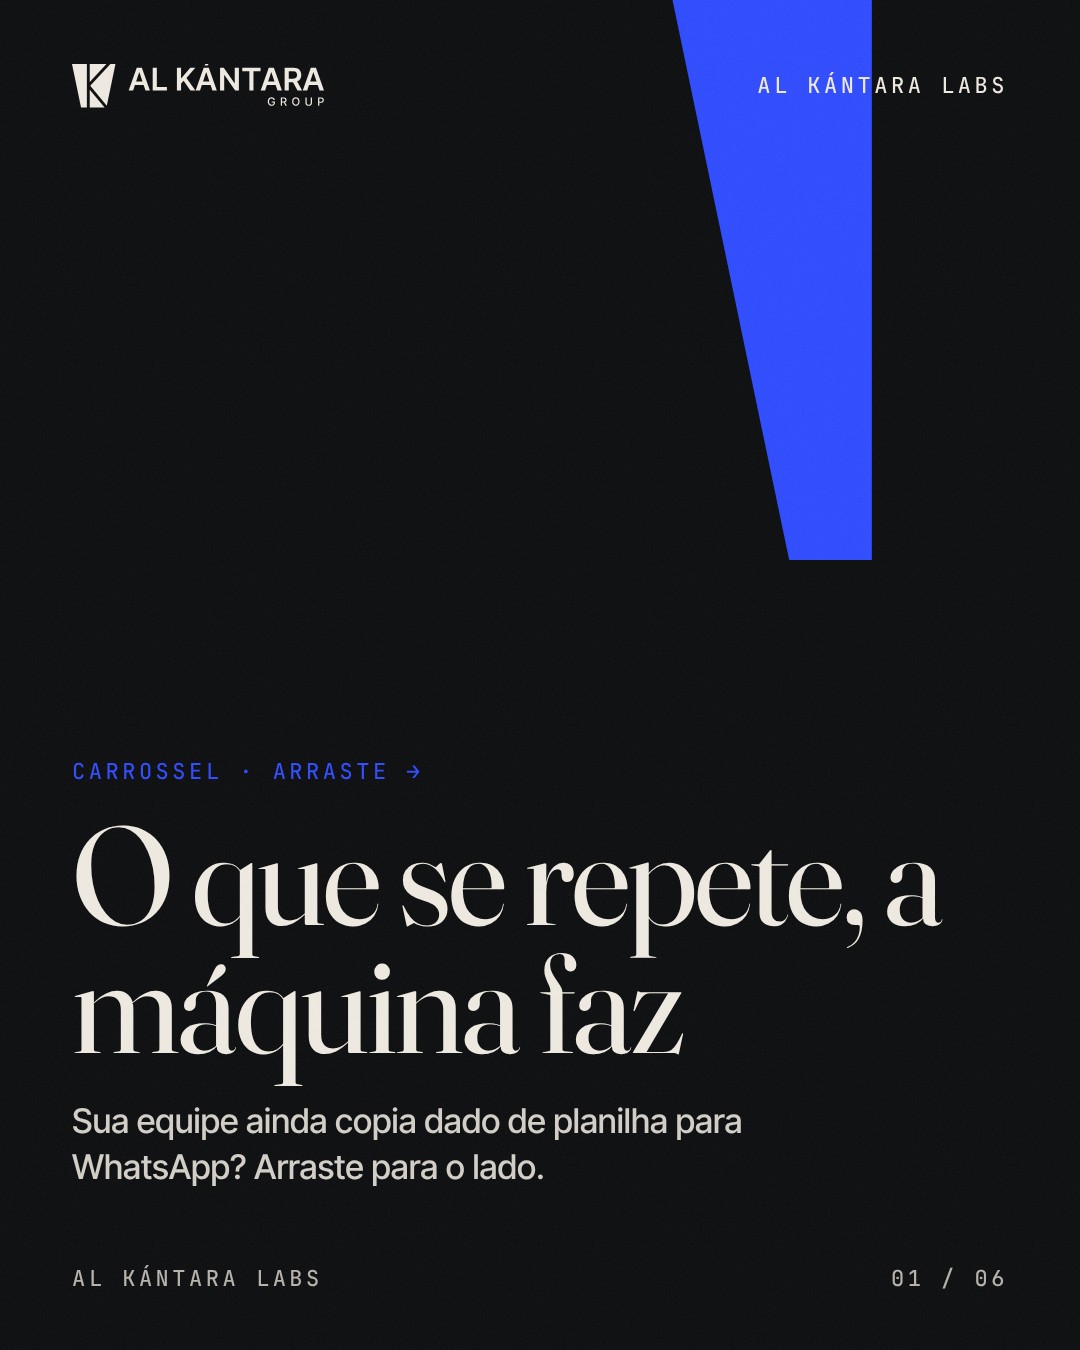 AL KÁNTARA
GROUP
AL KÁNTARA LABS
CARROSSEL · ARRASTE →
O que se repete, a
máquina faz
Sua equipe ainda copia dado de planilha para
WhatsApp? Arraste para o lado.
AL KÁNTARA LABS
01 / 06